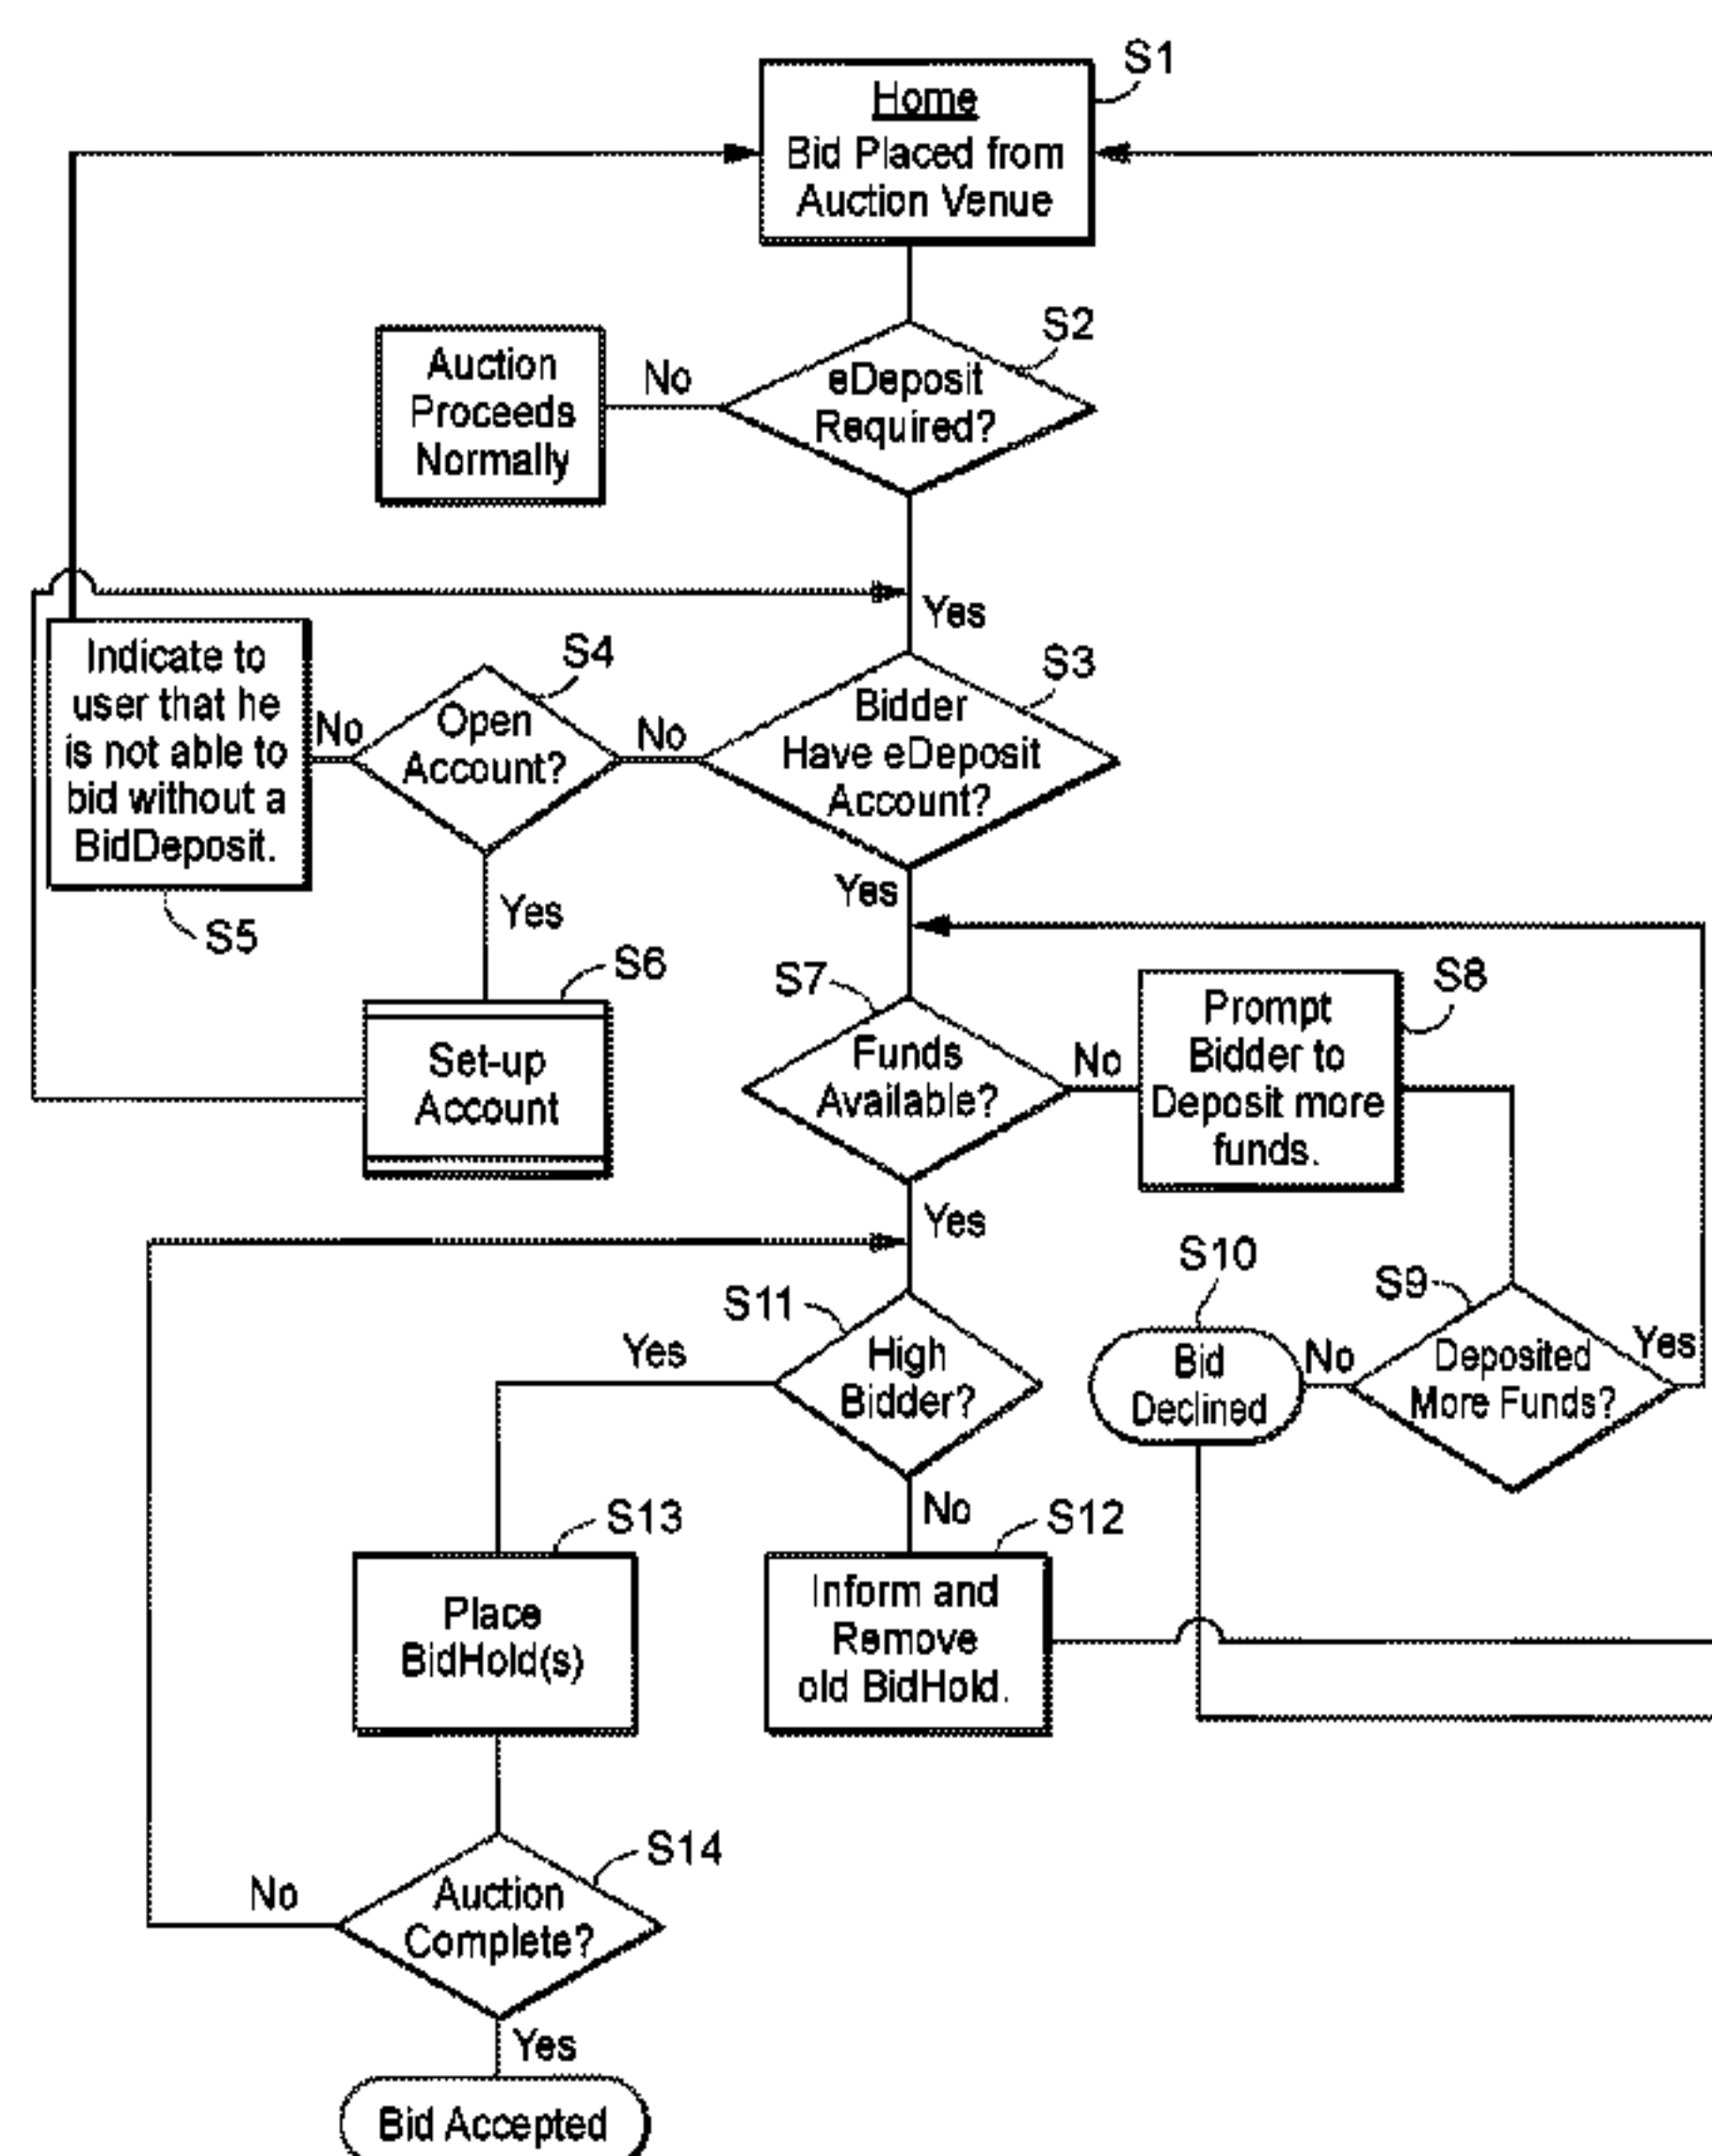 S1
Home
Bid Placed from
Auction Venue
S2
eDeposit
Required?
No
Auction
Proceeds
Normally
Yes
S3
Bidder
Have eDeposit
Account?
No
S4
Open
Account?
No
Indicate to
user that he
is not able to
bid without a
BidDeposit.
S5
Yes
S6
Set-up
Account
Yes
S7
Funds
Available?
No
S8
Prompt
Bidder to
Deposit more
funds.
Yes
S9
Deposited
More Funds?
Yes
No
S10
Bid
Declined
S11
High
Bidder?
Yes
No
S12
Inform and
Remove
old BidHold.
S13
Place
BidHold(s)
S14
Auction
Complete?
No
Yes
Bid Accepted